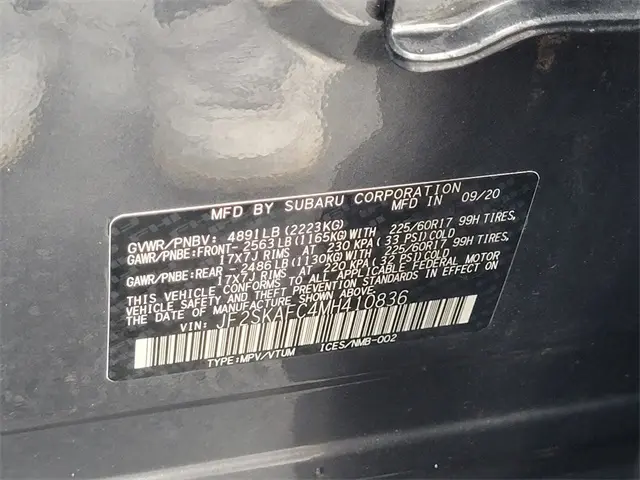 MFD BY SUBARU CORPORATION
MFD IN 09/20
GVWR/PNBV: 4891LB(2223KG)
GAWR/PNBE:FRONT-2563LB(1165KG)WITH 225/60R17 99H TIRES,
17X7J RIMS AT 230 KPA (33 PSI) COLD
GAWR/PNBE:REAR -2486LB(1130KG)WITH 225/60R17 99H TIRES,
17X7J RIMS AT 220 KPA (32 PSI) COLD
THIS VEHICLE CONFORMS TO ALL APPLICABLE FEDERAL MOTOR
VEHICLE SAFETY AND BUMPER STANDARDS IN EFFECT ON
THE DATE OF MANUFACTURE SHOWN ABOVE.
VIN: JF2SKAFC4MH410836
TYPE:MPV/VTUM ICES/NMB-002